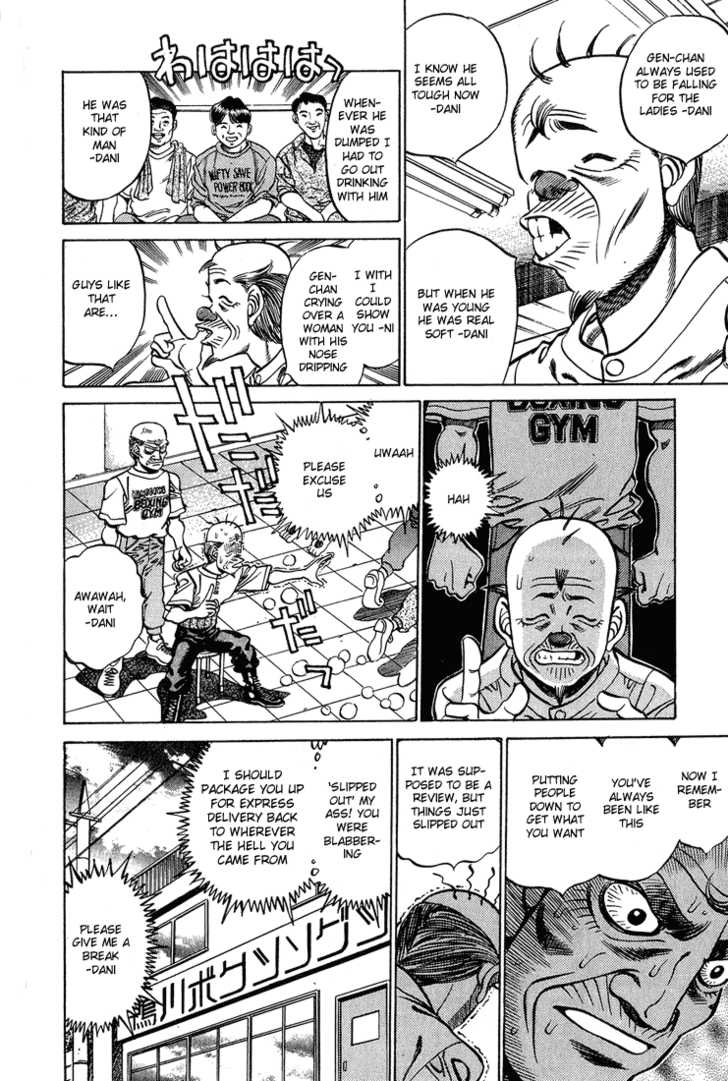 GEN-CHAN
ALWAYS USED
TO BE FALLING
FOR THE
LADIES -DANI
I KNOW HE
SEEMS ALL
TOUGH NOW
-DANI
BUT WHEN HE
WAS YOUNG
HE WAS REAL
SOFT -DANI
わははは
WHEN-
EVER HE
WAS
DUMPED I
HAD TO
GO OUT
DRINKING
WITH HIM
HE WAS
THAT
KIND OF
MAN
-DANI
NIFTY SAVE
POWER BODY
I WITH
I
COULD
SHOW
YOU -NI
GEN-
CHAN
CRYING
OVER A
WOMAN
WITH HIS
NOSE
DRIPPING
GUYS LIKE
THAT
ARE...
BOXING
GYM
HAH
UWAAH
PLEASE
EXCUSE
US
BOXING
GYM
AWAWAH,
WAIT
-DANI
NOW I
REMEM-
BER
YOU'VE
ALWAYS
BEEN LIKE
THIS
PUTTING
PEOPLE
DOWN TO
GET WHAT
YOU WANT
IT WAS SUP-
POSED TO BE A
REVIEW, BUT
THINGS JUST
SLIPPED OUT
'SLIPPED
OUT' MY
ASS! YOU
WERE
BLABBER-
ING
I SHOULD
PACKAGE YOU UP
FOR EXPRESS
DELIVERY BACK
TO WHEREVER
THE HELL YOU
CAME FROM
PLEASE
GIVE ME A
BREAK
-DANI
鴨川ボクシングジ